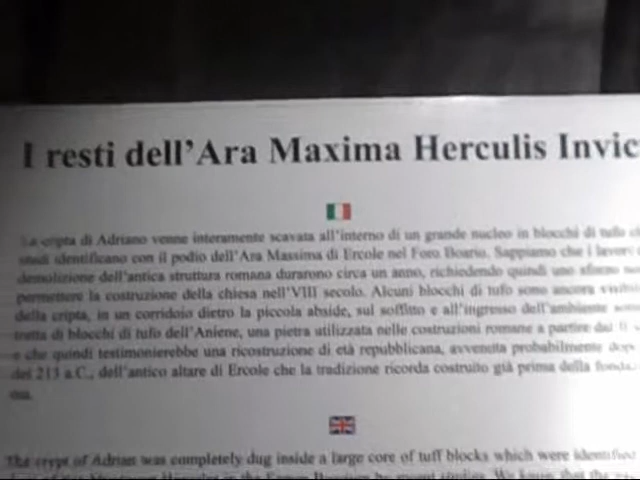 I resti dell'Ara Maxima Herculis Invic
La cripta di Adriano venne interamente scavata all'interno di un grande nucleo in blocchi di tufo
studi identificano con il podio dell'Ara Massima di Ercole nel Foro Boario. Sappiamo che i lavori
demolizione dell'antica struttura romana durarono circa un anno, richiedendo quindi uno sforzo
permettere la costruzione della chiesa nell'VIII secolo. Alcuni blocchi di tufo sono ancora visibi
della cripta, in un corridoio dietro la piccola abside, sul soffitto e all'ingresso dell'ambiente
tratta di blocchi di tufo dell'Aniene, una pietra utilizzata nelle costruzioni romane a partire dal
e che quindi testimonierebbe una ricostruzione di età repubblicana, avvenuta probabilmente
del 213 a.C., dell'antico altare di Ercole che la tradizione ricorda costruito già prima della
The crypt of Adrian was completely dug inside a large core of tuff blocks which were identified